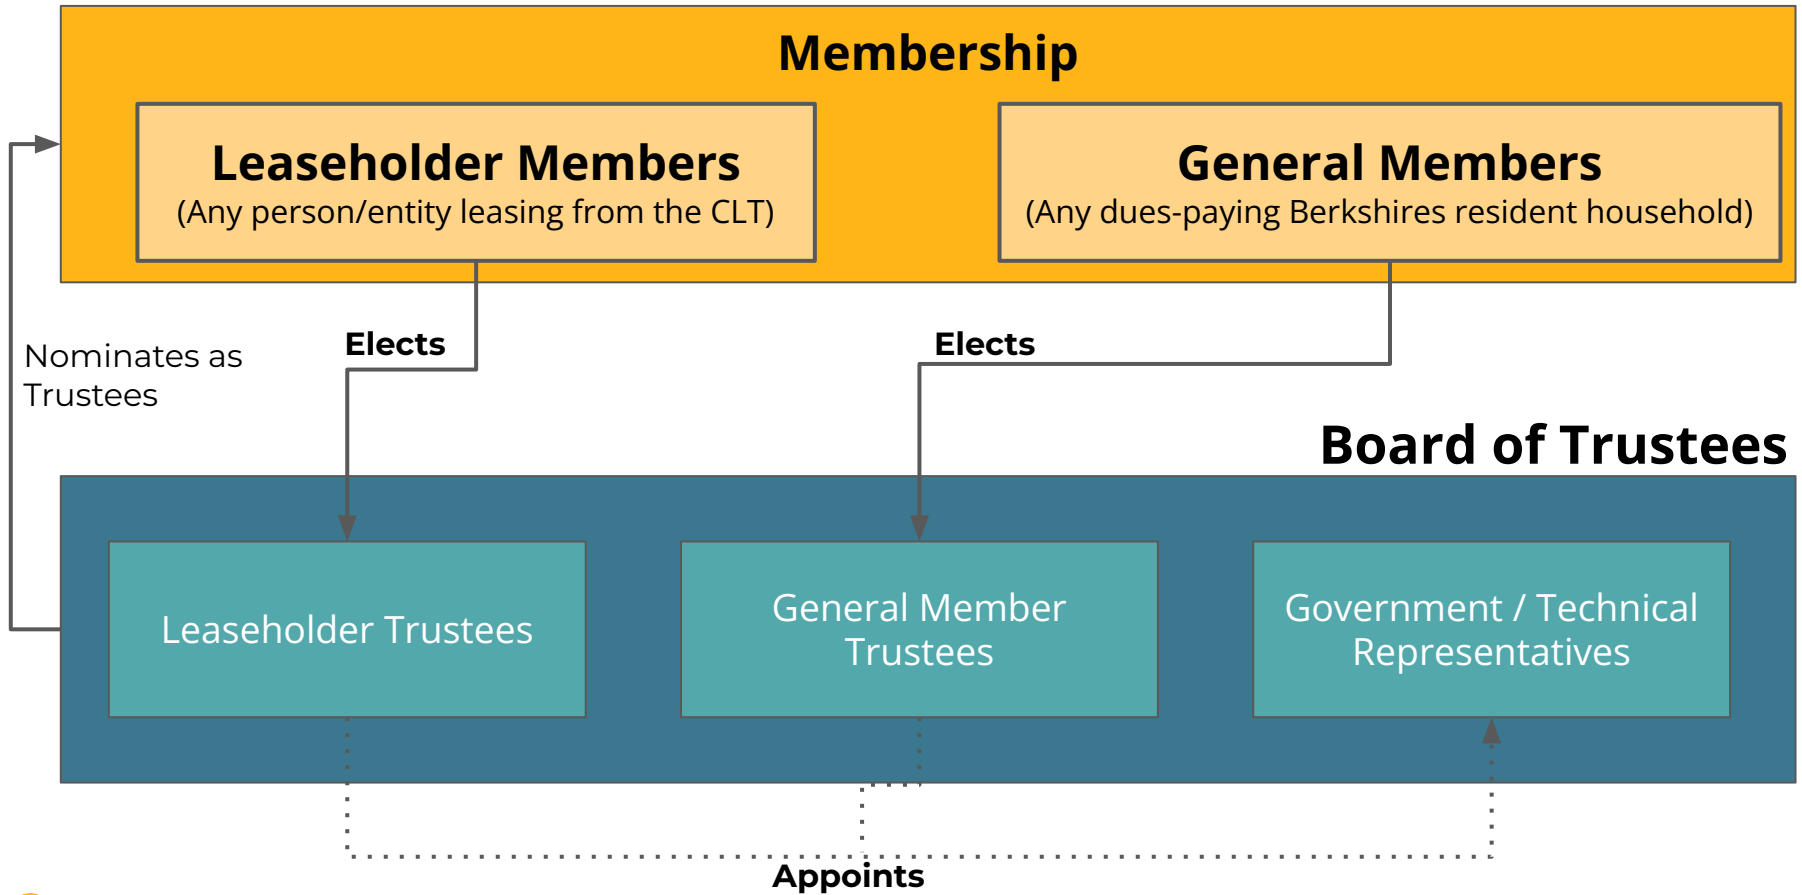 Membership
Leaseholder Members
(Any person/entity leasing from the CLT)
General Members
(Any dues-paying Berkshires resident household)
Nominates as
Trustees
Elects
Elects
Board of Trustees
Leaseholder Trustees
General Member
Trustees
Government / Technical
Representatives
Appoints